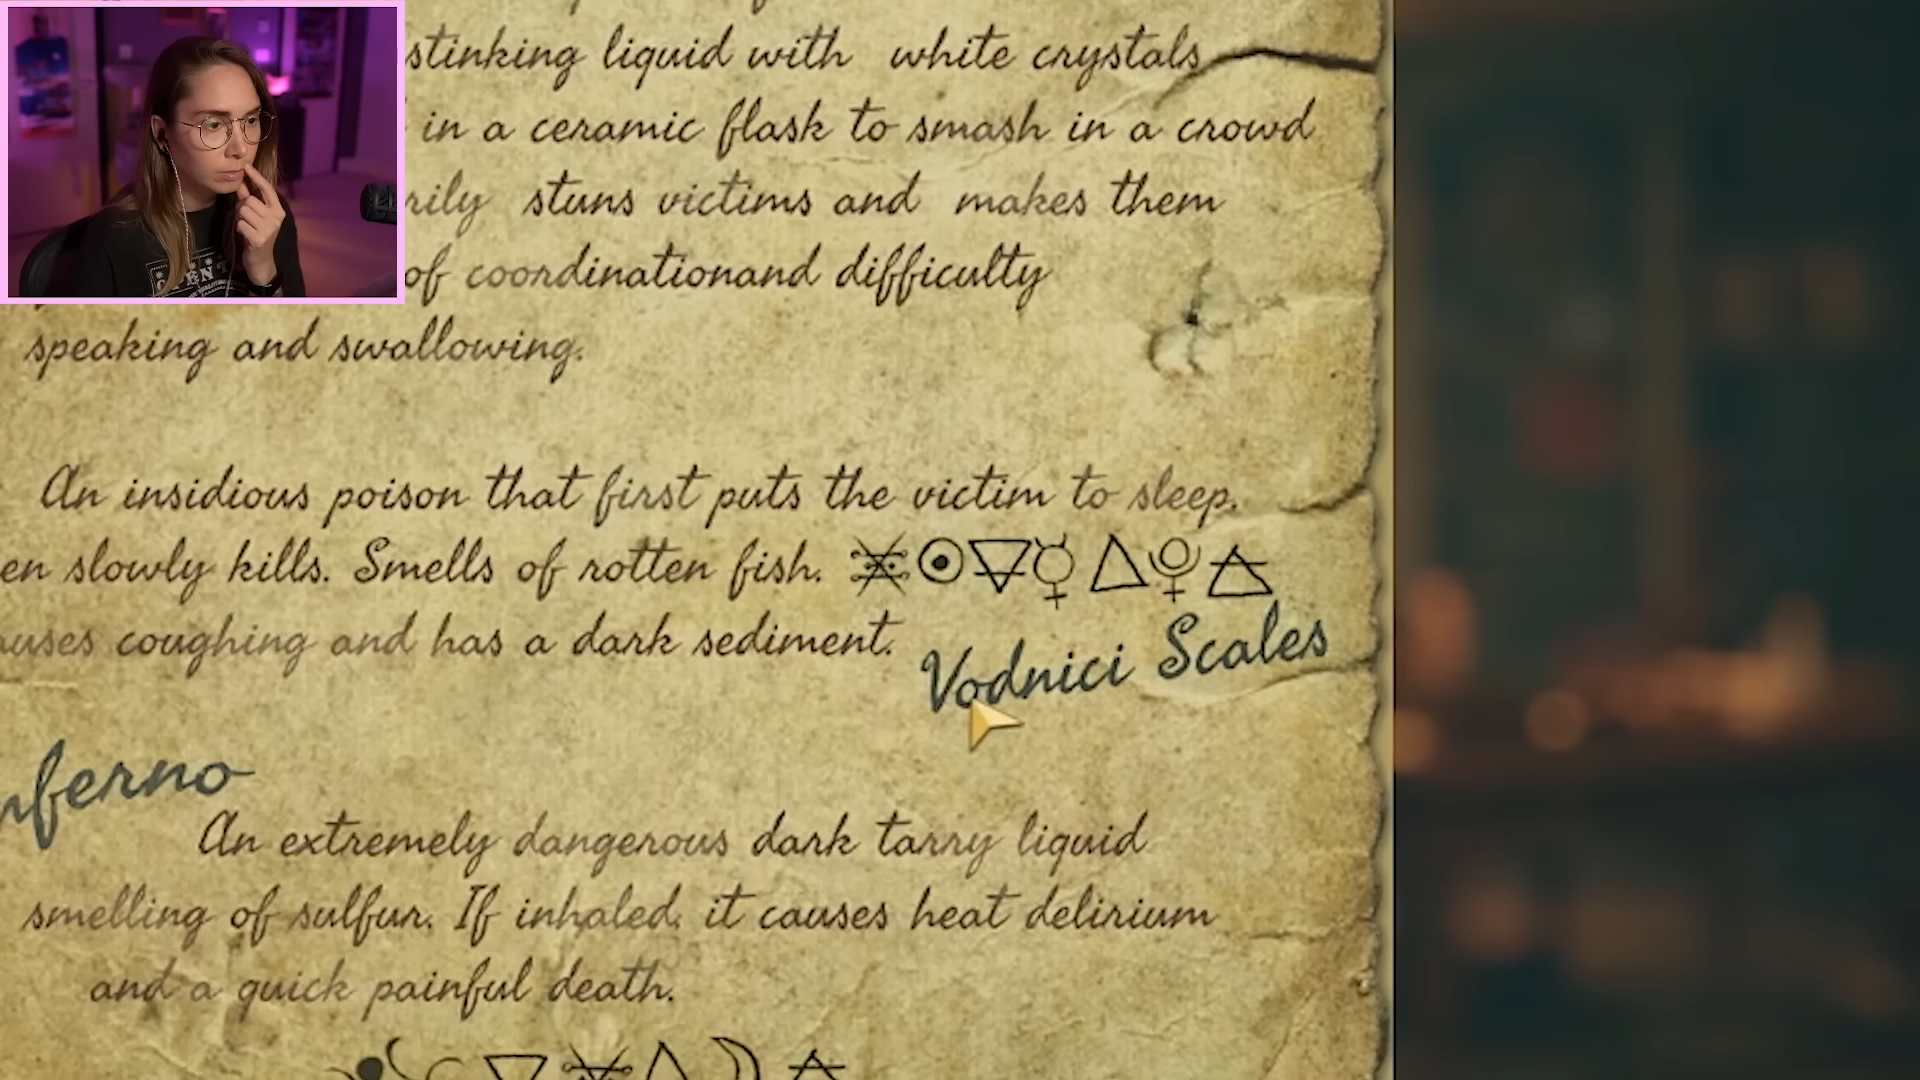 stinking liquid with white crystals
in a ceramic flask to smash in a crowd
stuns victims and makes them
of coordinationand difficulty
speaking and swallowing.
An insidious poison that first puts the victim to sleep,
slowly kills. Smells of rotten fish.
coughing and has a dark sediment.
Vodnici Scales
An extremely dangerous dark tarry liquid
smelling of sulfur. If inhaled, it causes heat delirium
and a quick painful death.